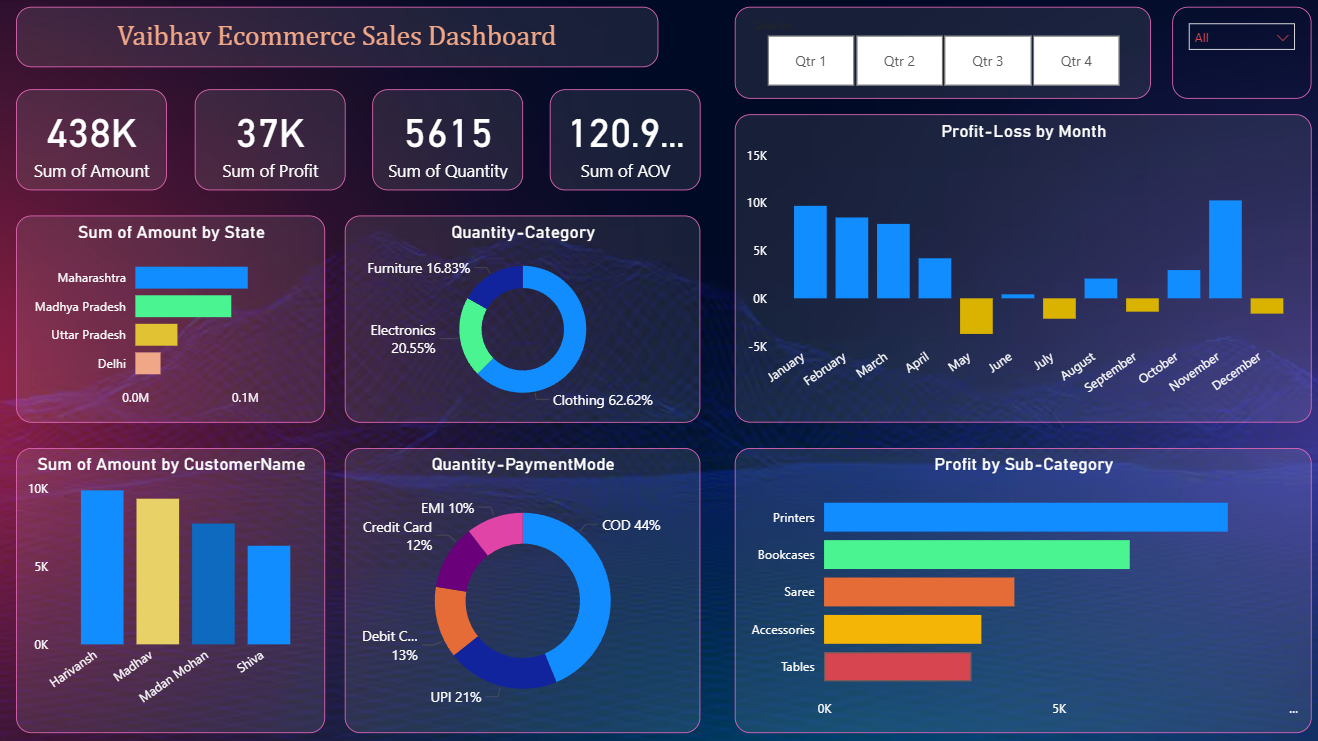 Vaibhav Ecommerce Sales Dashboard
Qtr 1
Qtr 2
Qtr 3
Qtr 4
All
438K
Sum of Amount
37K
Sum of Profit
5615
Sum of Quantity
120.9...
Sum of AOV
Profit-Loss by Month
15K
10K
5K
0K
-5K
January
February
March
April
May
June
July
August
September
October
November
December
Sum of Amount by State
Maharashtra
Madhya Pradesh
Uttar Pradesh
Delhi
0.0M
0.1M
Quantity-Category
Furniture 16.83%
Electronics
20.55%
Clothing 62.62%
Sum of Amount by CustomerName
10K
5K
0K
Harivansh
Madhav
Madan Mohan
Shiva
Quantity-PaymentMode
EMI 10%
Credit Card
12%
COD 44%
Debit C...
13%
UPI 21%
Profit by Sub-Category
Printers
Bookcases
Saree
Accessories
Tables
0K
5K
...